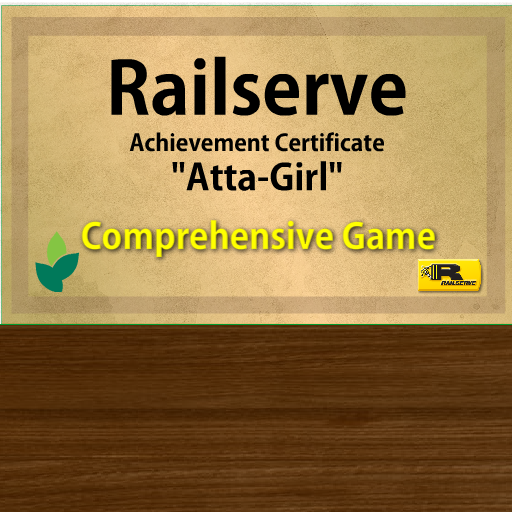 Railserve
Achievement Certificate
"Atta-Girl"
Comprehensive Game
R
RAILSERVE